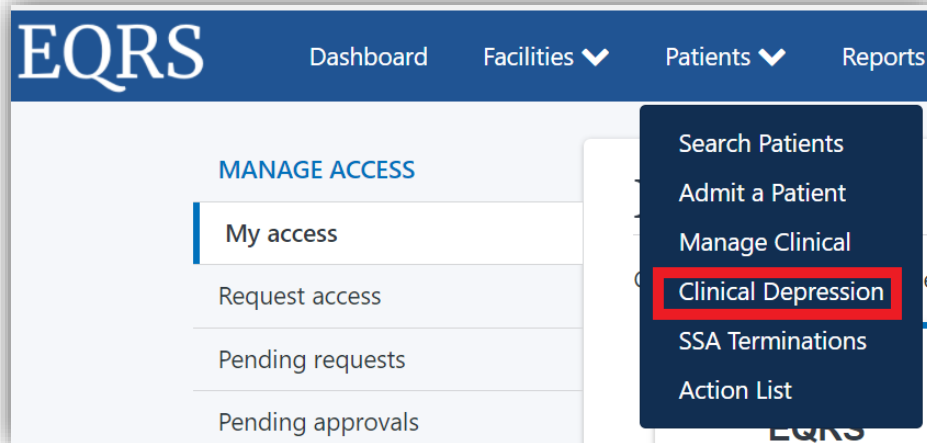 EQRS Dashboard Facilities Patients Reports
MANAGE ACCESS
My access
Request access
Pending requests
Pending approvals
Search Patients
Admit a Patient
Manage Clinical
Clinical Depression
SSA Terminations
Action List
EQRS